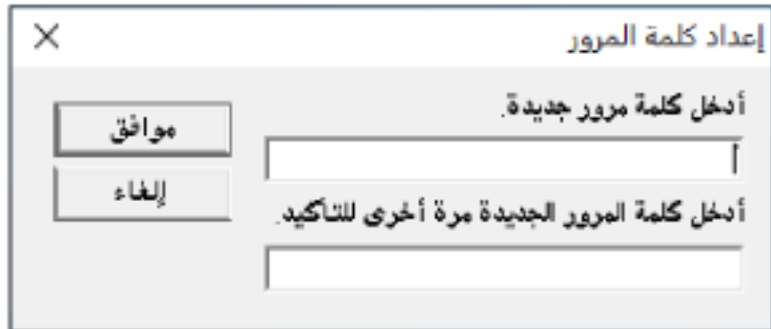 إعداد كلمة المرور
أدخل كلمة مرور جديدة.
موافق
إلغاء
أدخل كلمة المرور الجديدة مرة أخرى للتأكيد.